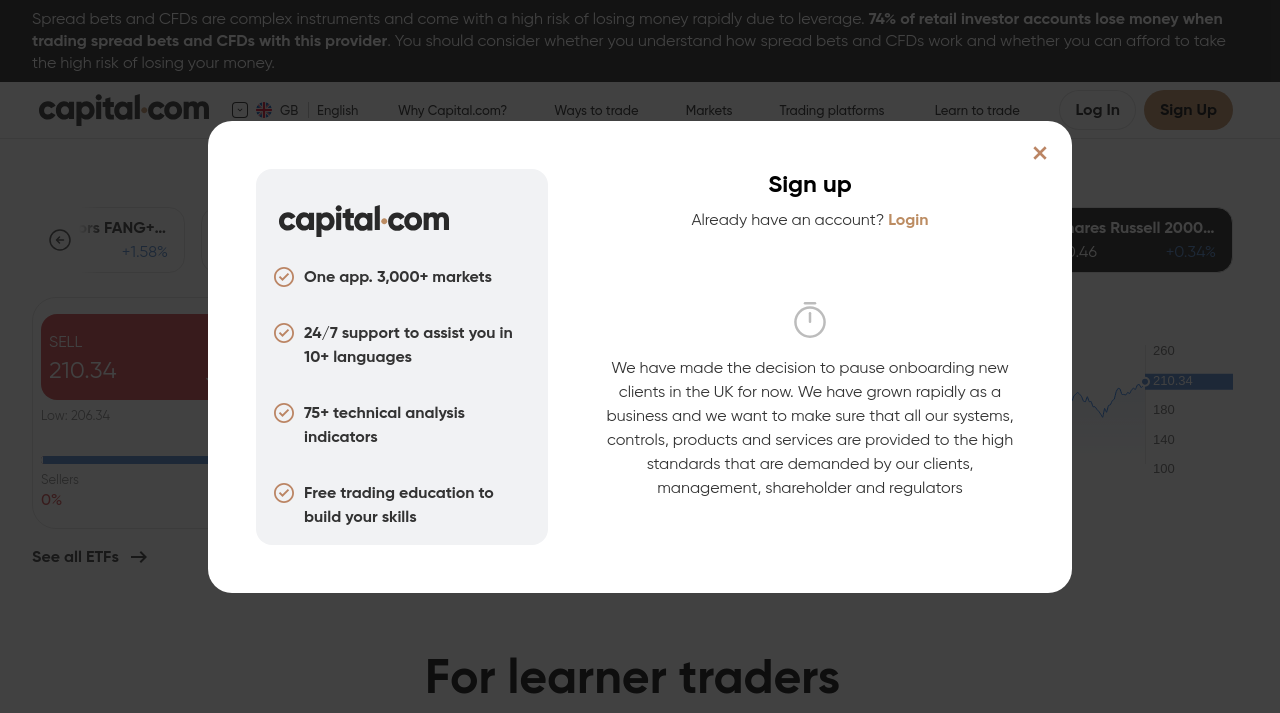 Spread bets and CFDs are complex instruments and come with a high risk of losing money rapidly due to leverage. 74% of retail investor accounts lose money when
trading spread bets and CFDs with this provider. You should consider whether you understand how spread bets and CFDs work and whether you can afford to take
the high risk of losing your money.
capital.com GB English Why Capital.com? Ways to trade Markets Trading platforms Learn to trade Log In Sign Up
FANG+...
+1.58%
Russell 2000...
+0.34%
SELL
210.34
Low: 206.34
Sellers
0%
See all ETFs
260
210.34
180
140
100
capital.com
One app. 3,000+ markets
24/7 support to assist you in
10+ languages
75+ technical analysis
indicators
Free trading education to
build your skills
Sign up
Already have an account? Login
We have made the decision to pause onboarding new
clients in the UK for now. We have grown rapidly as a
business and we want to make sure that all our systems,
controls, products and services are provided to the high
standards that are demanded by our clients,
management, shareholder and regulators
For learner traders